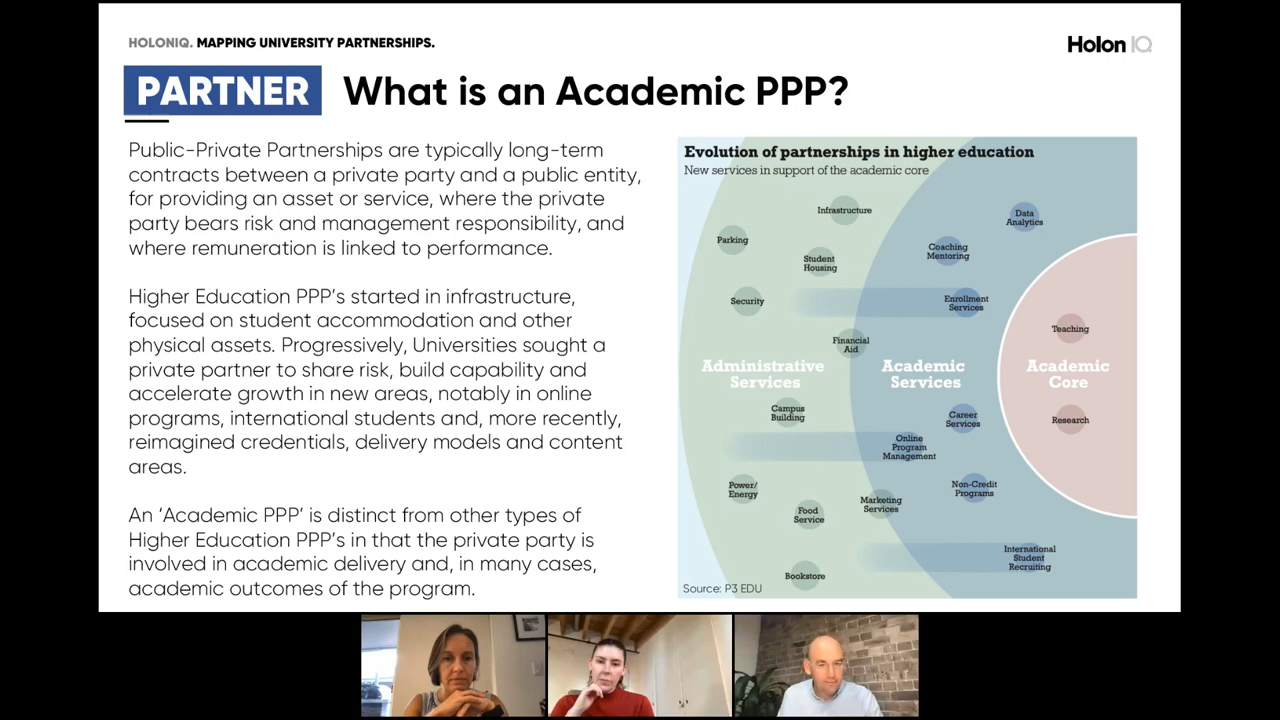 HOLONIQ. MAPPING UNIVERSITY PARTNERSHIPS.
Holon IQ
PARTNER What is an Academic PPP?
Public-Private Partnerships are typically long-term
contracts between a private party and a public entity,
for providing an asset or service, where the private
party bears risk and management responsibility, and
where remuneration is linked to performance.
Higher Education PPP's started in infrastructure,
focused on student accommodation and other
physical assets. Progressively, Universities sought a
private partner to share risk, build capability and
accelerate growth in new areas, notably in online
programs, international students and, more recently,
reimagined credentials, delivery models and content
areas.
An ‘Academic PPP’ is distinct from other types of
Higher Education PPP's in that the private party is
involved in academic delivery and, in many cases,
academic outcomes of the program.
Evolution of partnerships in higher education
New services in support of the academic core
Infrastructure
Parking
Student
Housing
Security
Financial
Aid
Administrative
Services
Campus
Building
Power/
Energy
Food
Service
Marketing
Services
Bookstore
Data
Analytics
Coaching
Mentoring
Enrollment
Services
Academic
Services
Career
Services
Online
Program
Management
Non-Credit
Programs
International
Student
Recruiting
Teaching
Academic
Core
Research
Source: P3 EDU